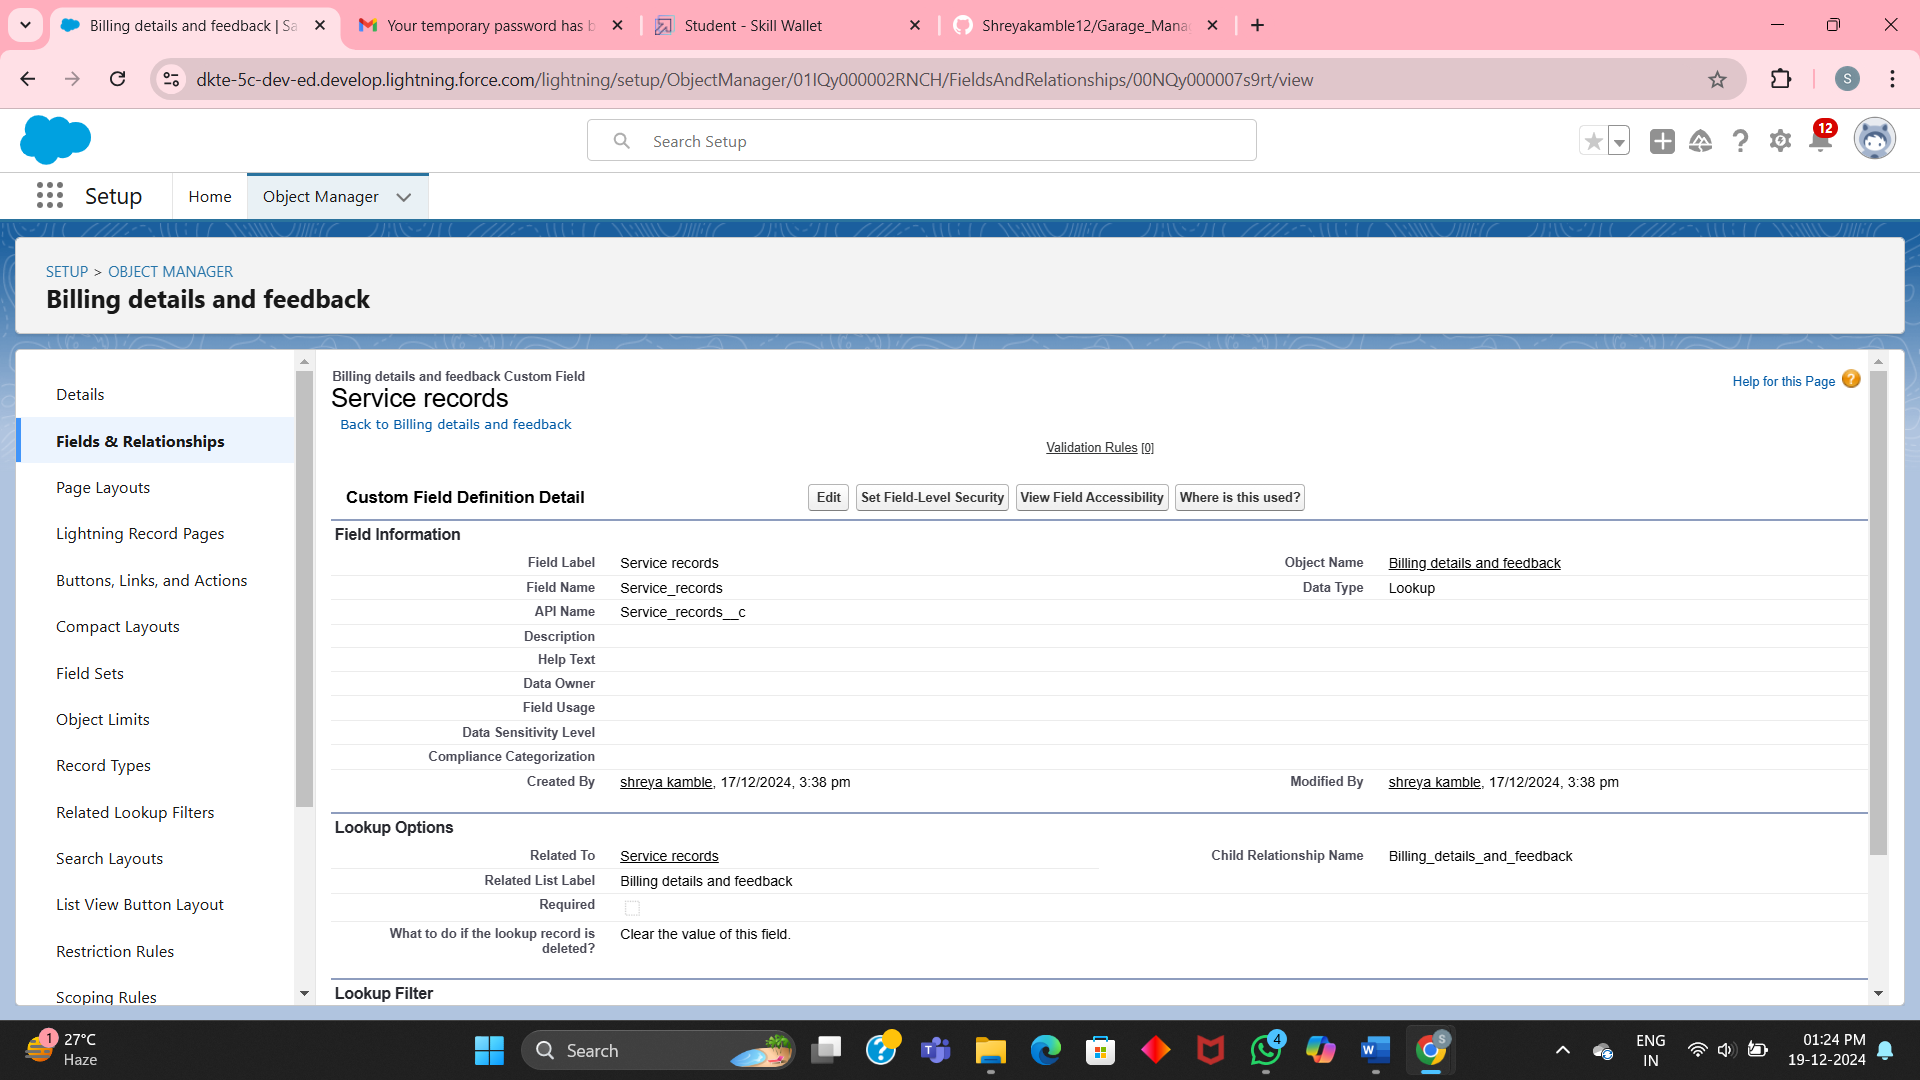 Billing details and feedback | Sa
Your temporary password has b
Student - Skill Wallet
Shreyakamble12/Garage_Mana
dkte-5c-dev-ed.develop.lightning.force.com/lightning/setup/ObjectManager/01IQy000002RNCH/FieldsAndRelationships/00NQy000007s9rt/view
S
Search Setup
12
Setup
Home
Object Manager
SETUP > OBJECT MANAGER
Billing details and feedback
Details
Fields & Relationships
Page Layouts
Lightning Record Pages
Buttons, Links, and Actions
Compact Layouts
Field Sets
Object Limits
Record Types
Related Lookup Filters
Search Layouts
List View Button Layout
Restriction Rules
Scoping Rules
Billing details and feedback Custom Field
Service records
Back to Billing details and feedback
Help for this Page ?
Validation Rules [0]
Custom Field Definition Detail
Edit
Set Field-Level Security
View Field Accessibility
Where is this used?
Field Information
Field Label Service records
Object Name Billing details and feedback
Field Name Service_records
Data Type Lookup
API Name Service_records__c
Description
Help Text
Data Owner
Field Usage
Data Sensitivity Level
Compliance Categorization
Created By shreya kamble, 17/12/2024, 3:38 pm
Modified By shreya kamble, 17/12/2024, 3:38 pm
Lookup Options
Related To Service records
Child Relationship Name Billing_details_and_feedback
Related List Label Billing details and feedback
Required
What to do if the lookup record is deleted? Clear the value of this field.
Lookup Filter
1
27°C
Haze
Search
4
S
ENG
IN
01:24 PM
19-12-2024